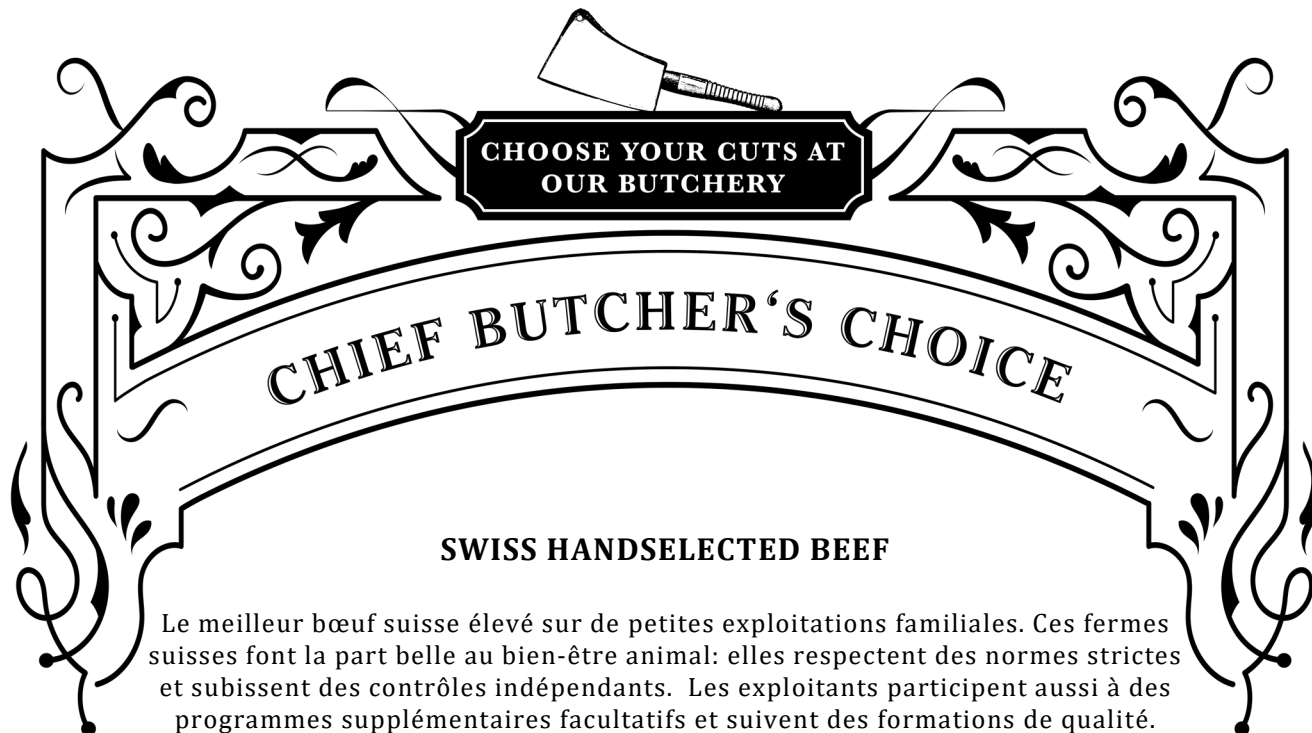 CHOOSE YOUR CUTS AT
OUR BUTCHERY
CHIEF BUTCHER‘S CHOICE
SWISS HANDSELECTED BEEF
Le meilleur bœuf suisse élevé sur de petites exploitations familiales. Ces fermes
suisses font la part belle au bien-être animal: elles respectent des normes strictes
et subissent des contrôles indépendants.  Les exploitants participent aussi à des
programmes supplémentaires facultatifs et suivent des formations de qualité.